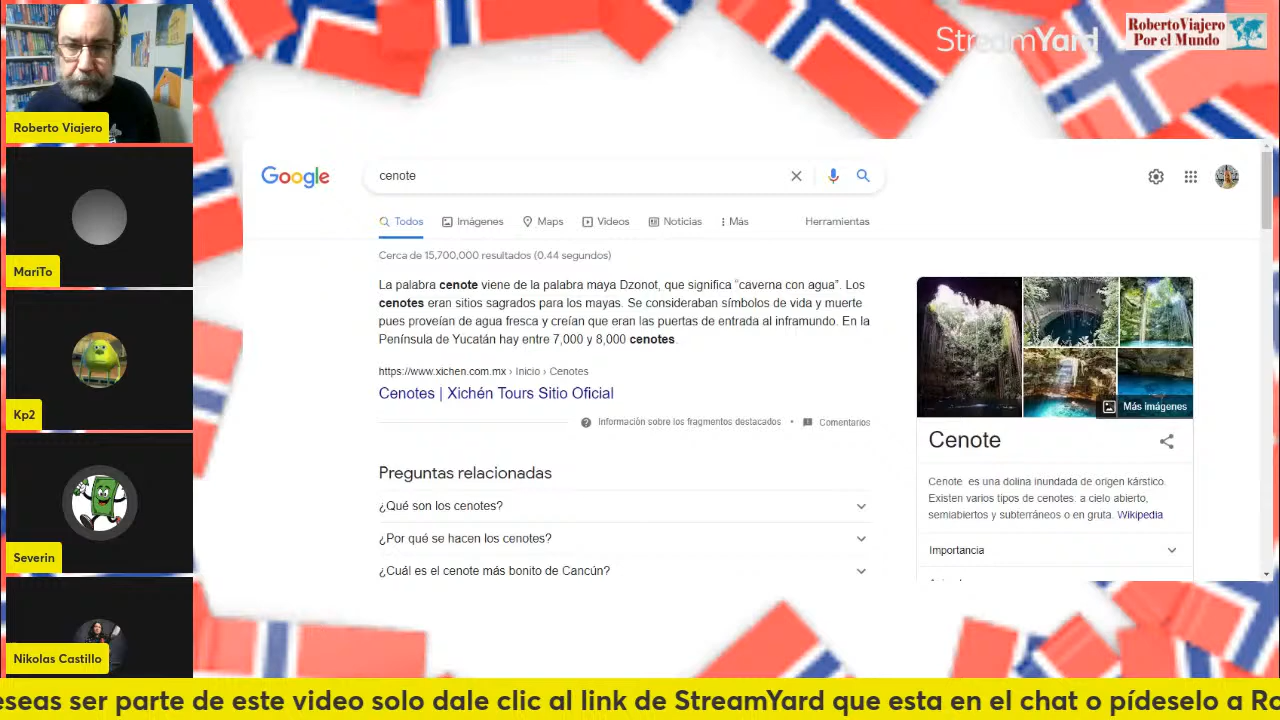 StreamYard
RobertoViajero
Por el Mundo
Roberto Viajero
MariTo
Kp2
Severin
Nikolas Castillo
Google
cenote
Todos
Imágenes
Maps
Videos
Noticias
Más
Herramientas
Cerca de 15,700,000 resultados (0.44 segundos)
La palabra cenote viene de la palabra maya Dzonot, que significa “caverna con agua”. Los
cenotes eran sitios sagrados para los mayas. Se consideraban símbolos de vida y muerte
pues proveían de agua fresca y creían que eran las puertas de entrada al inframundo. En la
Península de Yucatán hay entre 7,000 y 8,000 cenotes.
https://www.xichen.com.mx › Inicio › Cenotes
Cenotes | Xichén Tours Sitio Oficial
Información sobre los fragmentos destacados • Comentarios
Preguntas relacionadas
¿Qué son los cenotes?
¿Por qué se hacen los cenotes?
¿Cuál es el cenote más bonito de Cancún?
Más imágenes
Cenote
Cenote es una dolina inundada de origen kárstico.
Existen varios tipos de cenotes: a cielo abierto,
semiabiertos y subterráneos o en gruta. Wikipedia
Importancia
eseas ser parte de este video solo dale clic al link de StreamYard que esta en el chat o pídeselo a Ro